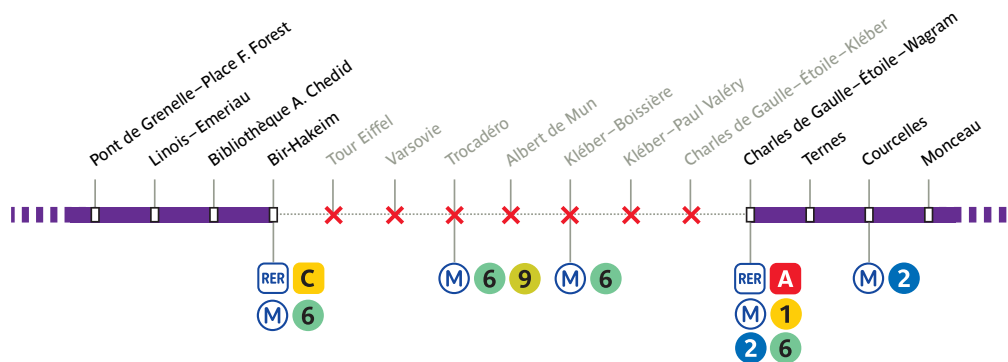 Pont de Grenelle–Place F. Forest
Linois–Emeriau
Bibliothèque A. Chedid
Bir-Hakeim
Tour Eiffel
Varsovie
Trocadéro
Albert de Mun
Kléber–Boissière
Kléber–Paul Valéry
Charles de Gaulle–Étoile–Kléber
Charles de Gaulle–Étoile–Wagram
Ternes
Courcelles
Monceau
RER C
M 6
M 6 9
M 6
RER A
M 1
2 6
M 2